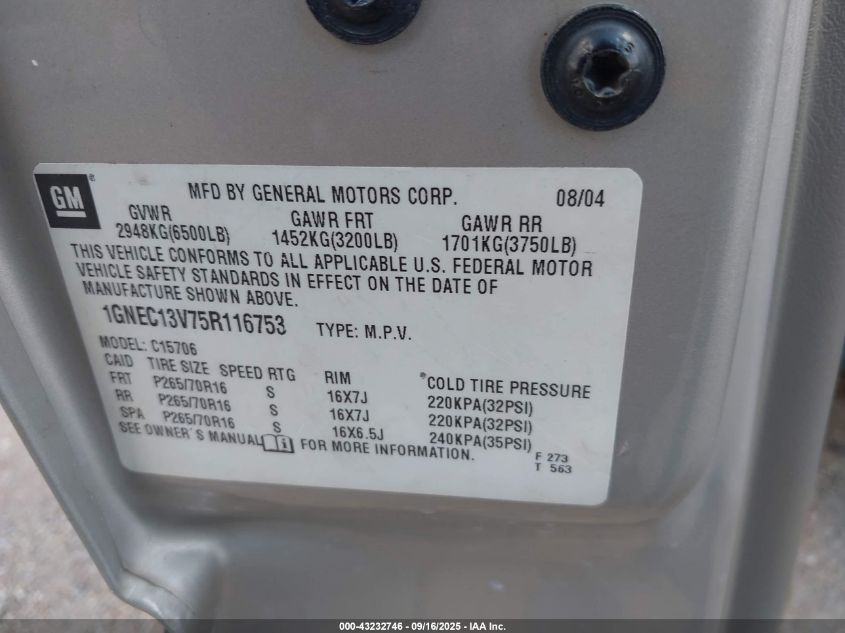 GM
MFD BY GENERAL MOTORS CORP. 08/04
GVWR GAWR FRT GAWR RR
2948KG(6500LB) 1452KG(3200LB) 1701KG(3750LB)
THIS VEHICLE CONFORMS TO ALL APPLICABLE U.S. FEDERAL MOTOR
VEHICLE SAFETY STANDARDS IN EFFECT ON THE DATE OF
MANUFACTURE SHOWN ABOVE.
1GNEC13V75R116753 TYPE: M.P.V.
MODEL: C15706
CAID TIRE SIZE SPEED RTG RIM *COLD TIRE PRESSURE
FRT P265/70R16 S 16X7J 220KPA(32PSI)
RR P265/70R16 S 16X7J 220KPA(32PSI)
SPA P265/70R16 S 16X6.5J 240KPA(35PSI)
SEE OWNER'S MANUAL FOR MORE INFORMATION.
F 273
T 563
000-43232746 - 09/16/2025 - IAA Inc.